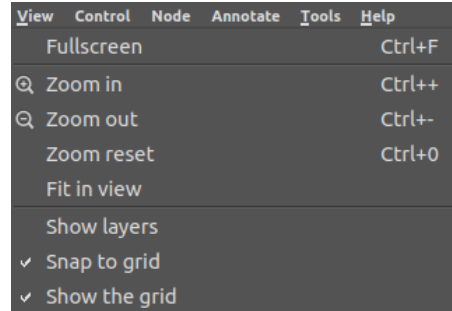 View Control Node Annotate Tools Help
Fullscreen Ctrl+F
Zoom in Ctrl++
Zoom out Ctrl+-
Zoom reset Ctrl+0
Fit in view
Show layers
Snap to grid
Show the grid